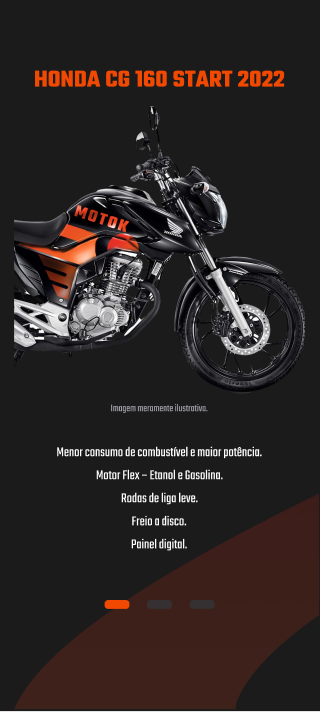 HONDA CG 160 START 2022
MOTOK
HONDA
Imagem meramente ilustrativa.
Menor consumo de combustível e maior potência.
Motor Flex – Etanol e Gasolina.
Rodas de liga leve.
Freio a disco.
Painel digital.